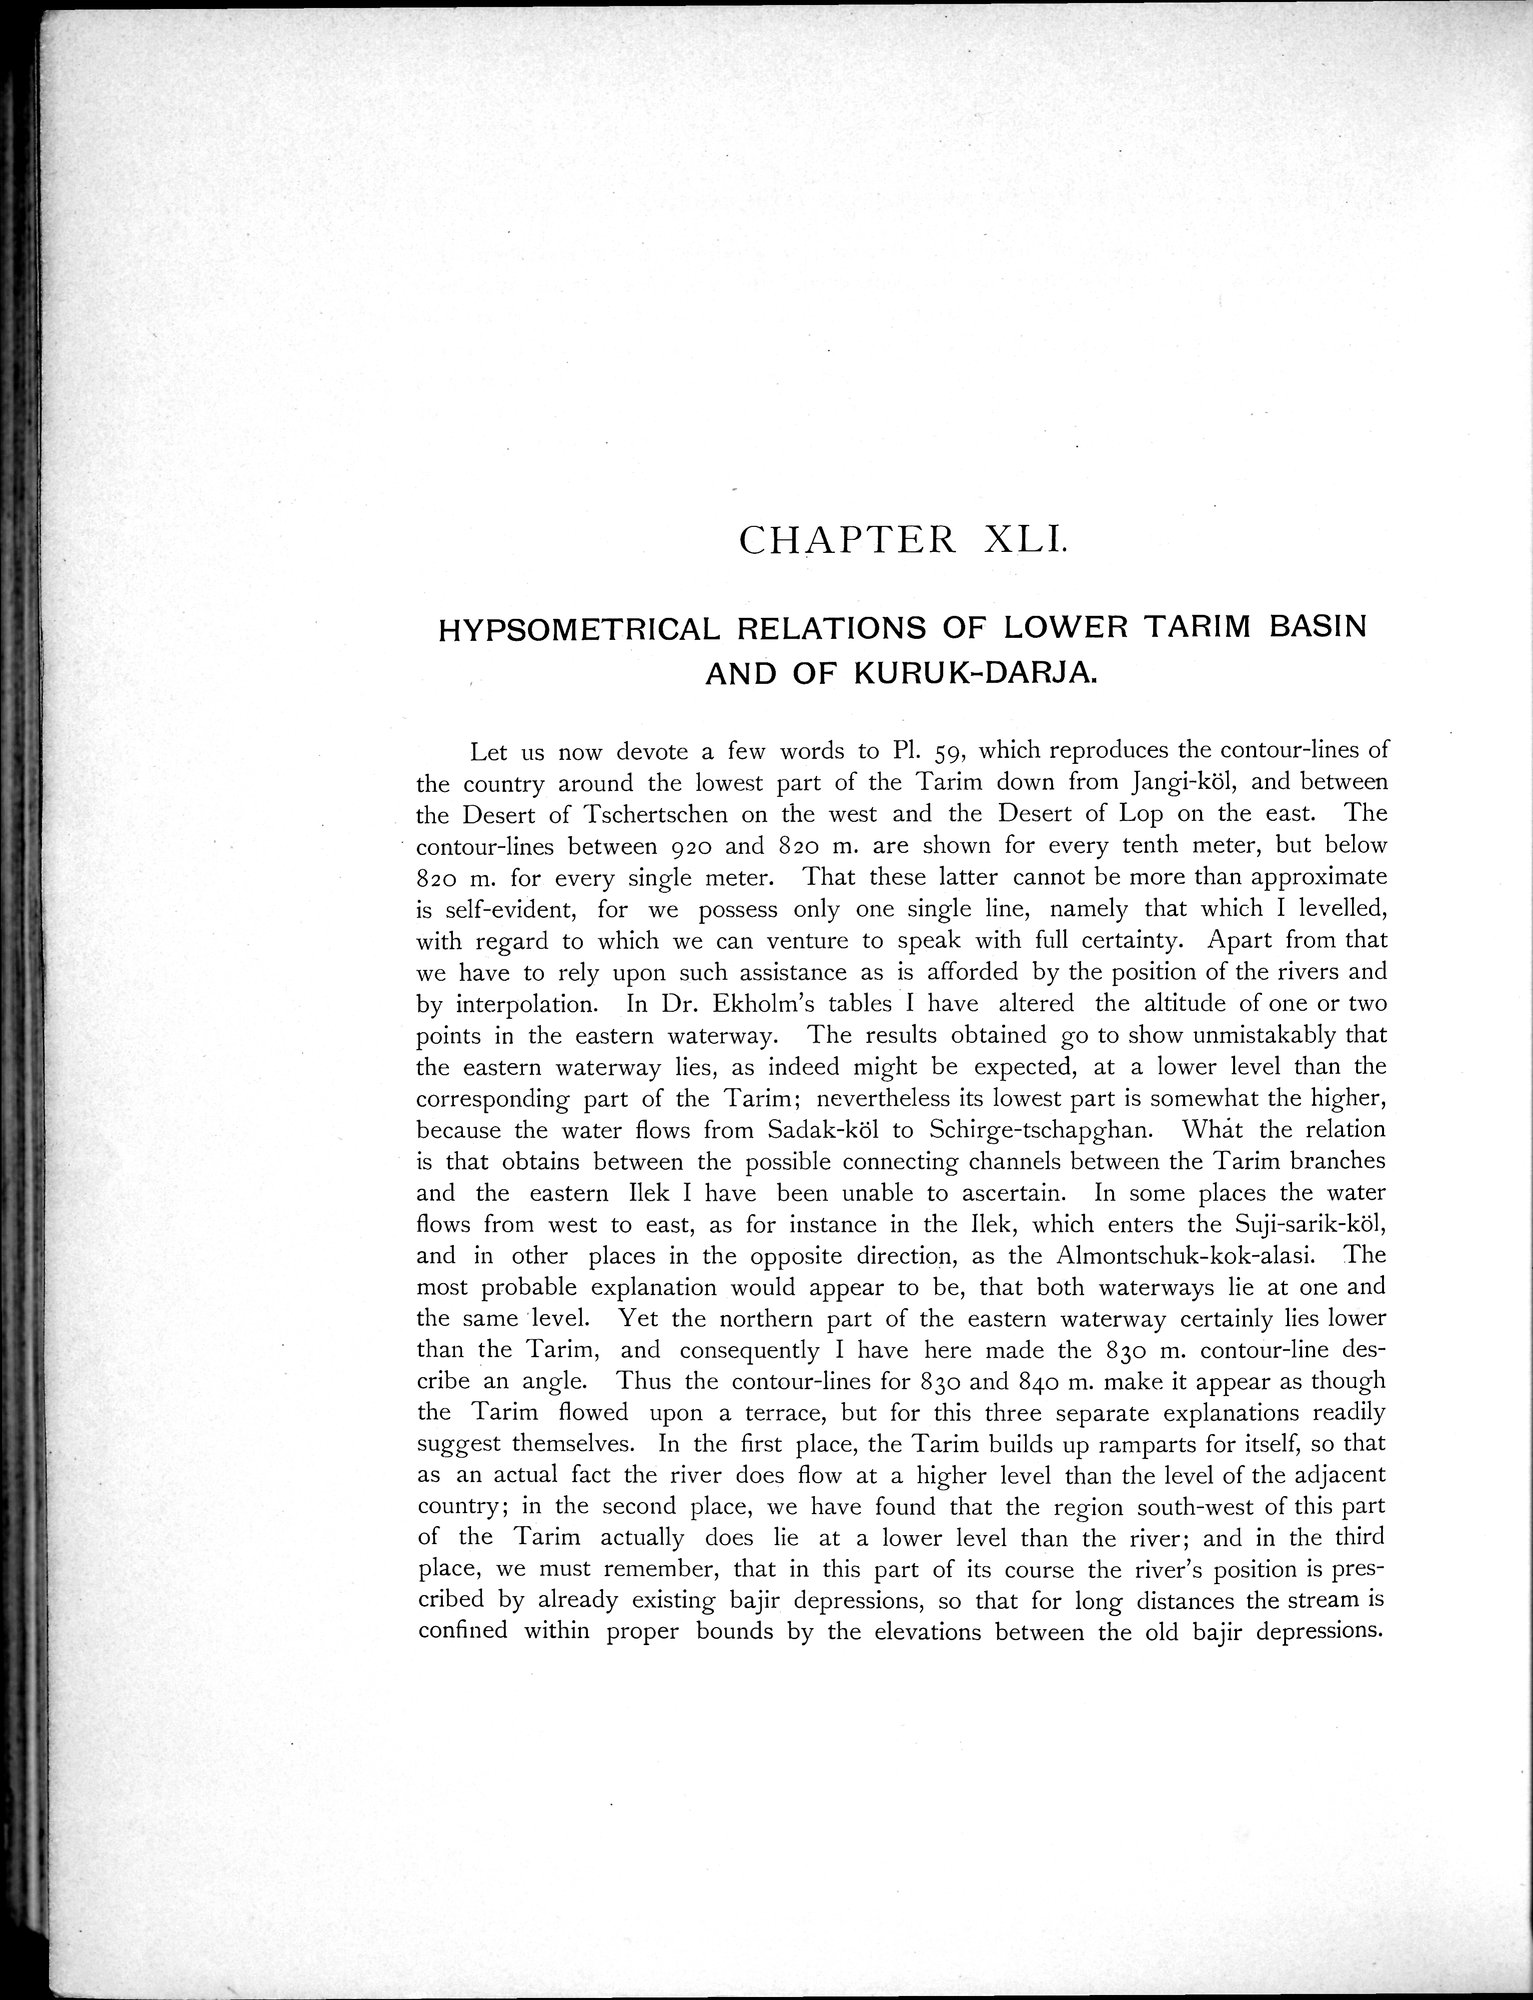 CHAPTER XLI.
HYPSOMETRICAL RELATIONS OF LOWER TARIM BASIN
AND OF KURUK-DARJA.
Let us now devote a few words to Pl. 59, which reproduces the contour-lines of
the country around the lowest part of the Tarim down from Jangi-köl, and between
the Desert of Tschertschen on the west and the Desert of Lop on the east. The
contour-lines between 920 and 820 m. are shown for every tenth meter, but below
820 m. for every single meter. That these latter cannot be more than approximate
is self-evident, for we possess only one single line, namely that which I levelled,
with regard to which we can venture to speak with full certainty. Apart from that
we have to rely upon such assistance as is afforded by the position of the rivers and
by interpolation. In Dr. Ekholm's tables I have altered the altitude of one or two
points in the eastern waterway. The results obtained go to show unmistakably that
the eastern waterway lies, as indeed might be expected, at a lower level than the
corresponding part of the Tarim; nevertheless its lowest part is somewhat the higher,
because the water flows from Sadak-köl to Schirge-tschapghan. What the relation
is that obtains between the possible connecting channels between the Tarim branches
and the eastern Ilek I have been unable to ascertain. In some places the water
flows from west to east, as for instance in the Ilek, which enters the Suji-sarik-köl,
and in other places in the opposite direction, as the Almontschuk-kok-alasi. The
most probable explanation would appear to be, that both waterways lie at one and
the same level. Yet the northern part of the eastern waterway certainly lies lower
than the Tarim, and consequently I have here made the 830 m. contour-line des-
cribe an angle. Thus the contour-lines for 830 and 840 m. make it appear as though
the Tarim flowed upon a terrace, but for this three separate explanations readily
suggest themselves. In the first place, the Tarim builds up ramparts for itself, so that
as an actual fact the river does flow at a higher level than the level of the adjacent
country; in the second place, we have found that the region south-west of this part
of the Tarim actually does lie at a lower level than the river; and in the third
place, we must remember, that in this part of its course the river's position is pres-
cribed by already existing bajir depressions, so that for long distances the stream is
confined within proper bounds by the elevations between the old bajir depressions.